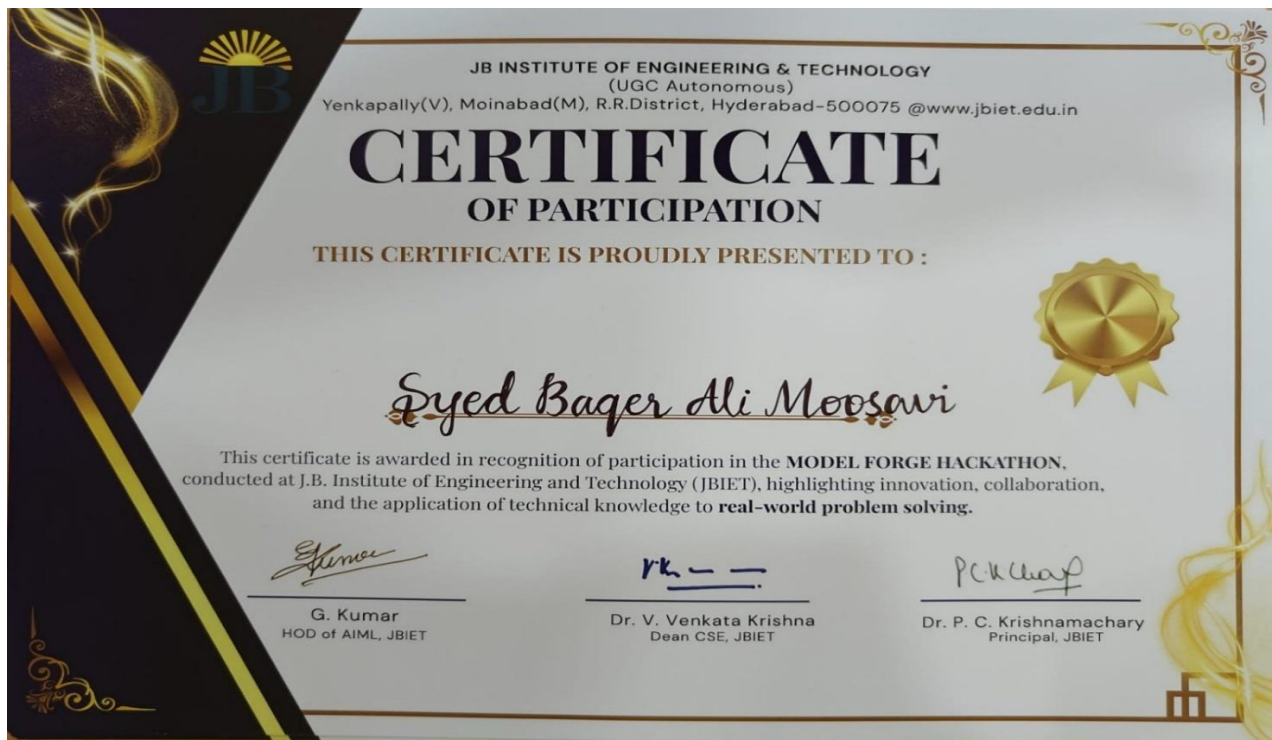 JB
JB INSTITUTE OF ENGINEERING & TECHNOLOGY
(UGC Autonomous)
Yenkapally(V), Moinabad(M), R.R.District, Hyderabad-500075 @www.jbiet.edu.in
CERTIFICATE
OF PARTICIPATION
THIS CERTIFICATE IS PROUDLY PRESENTED TO :
Syed Baqer Ali Moosavi
This certificate is awarded in recognition of participation in the MODEL FORGE HACKATHON,
conducted at J.B. Institute of Engineering and Technology (JBIET), highlighting innovation, collaboration,
and the application of technical knowledge to real-world problem solving.
G. Kumar
HOD of AIML, JBIET
Dr. V. Venkata Krishna
Dean CSE, JBIET
Dr. P. C. Krishnamachary
Principal, JBIET